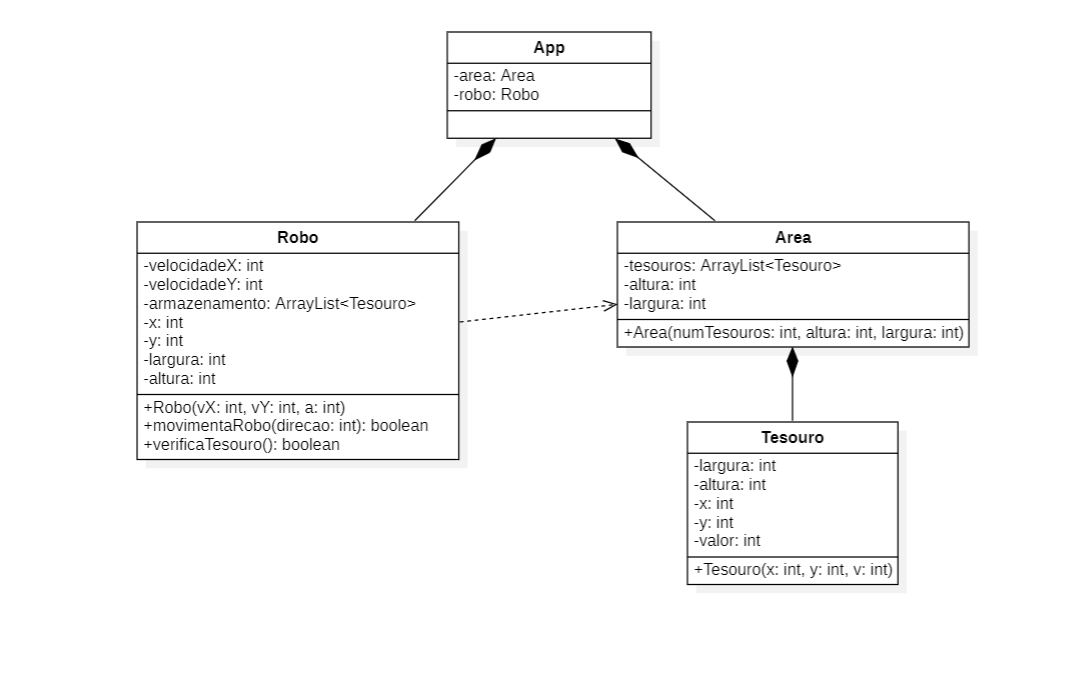 App
-area: Area
-robo: Robo
Robo
-velocidadeX: int
-velocidadeY: int
-armazenamento: ArrayList<Tesouro>
-x: int
-y: int
-largura: int
-altura: int
+Robo(vX: int, vY: int, a: int)
+movimentaRobo(direcao: int): boolean
+verificaTesouro(): boolean
Area
-tesouros: ArrayList<Tesouro>
-altura: int
-largura: int
+Area(numTesouros: int, altura: int, largura: int)
Tesouro
-largura: int
-altura: int
-x: int
-y: int
-valor: int
+Tesouro(x: int, y: int, v: int)